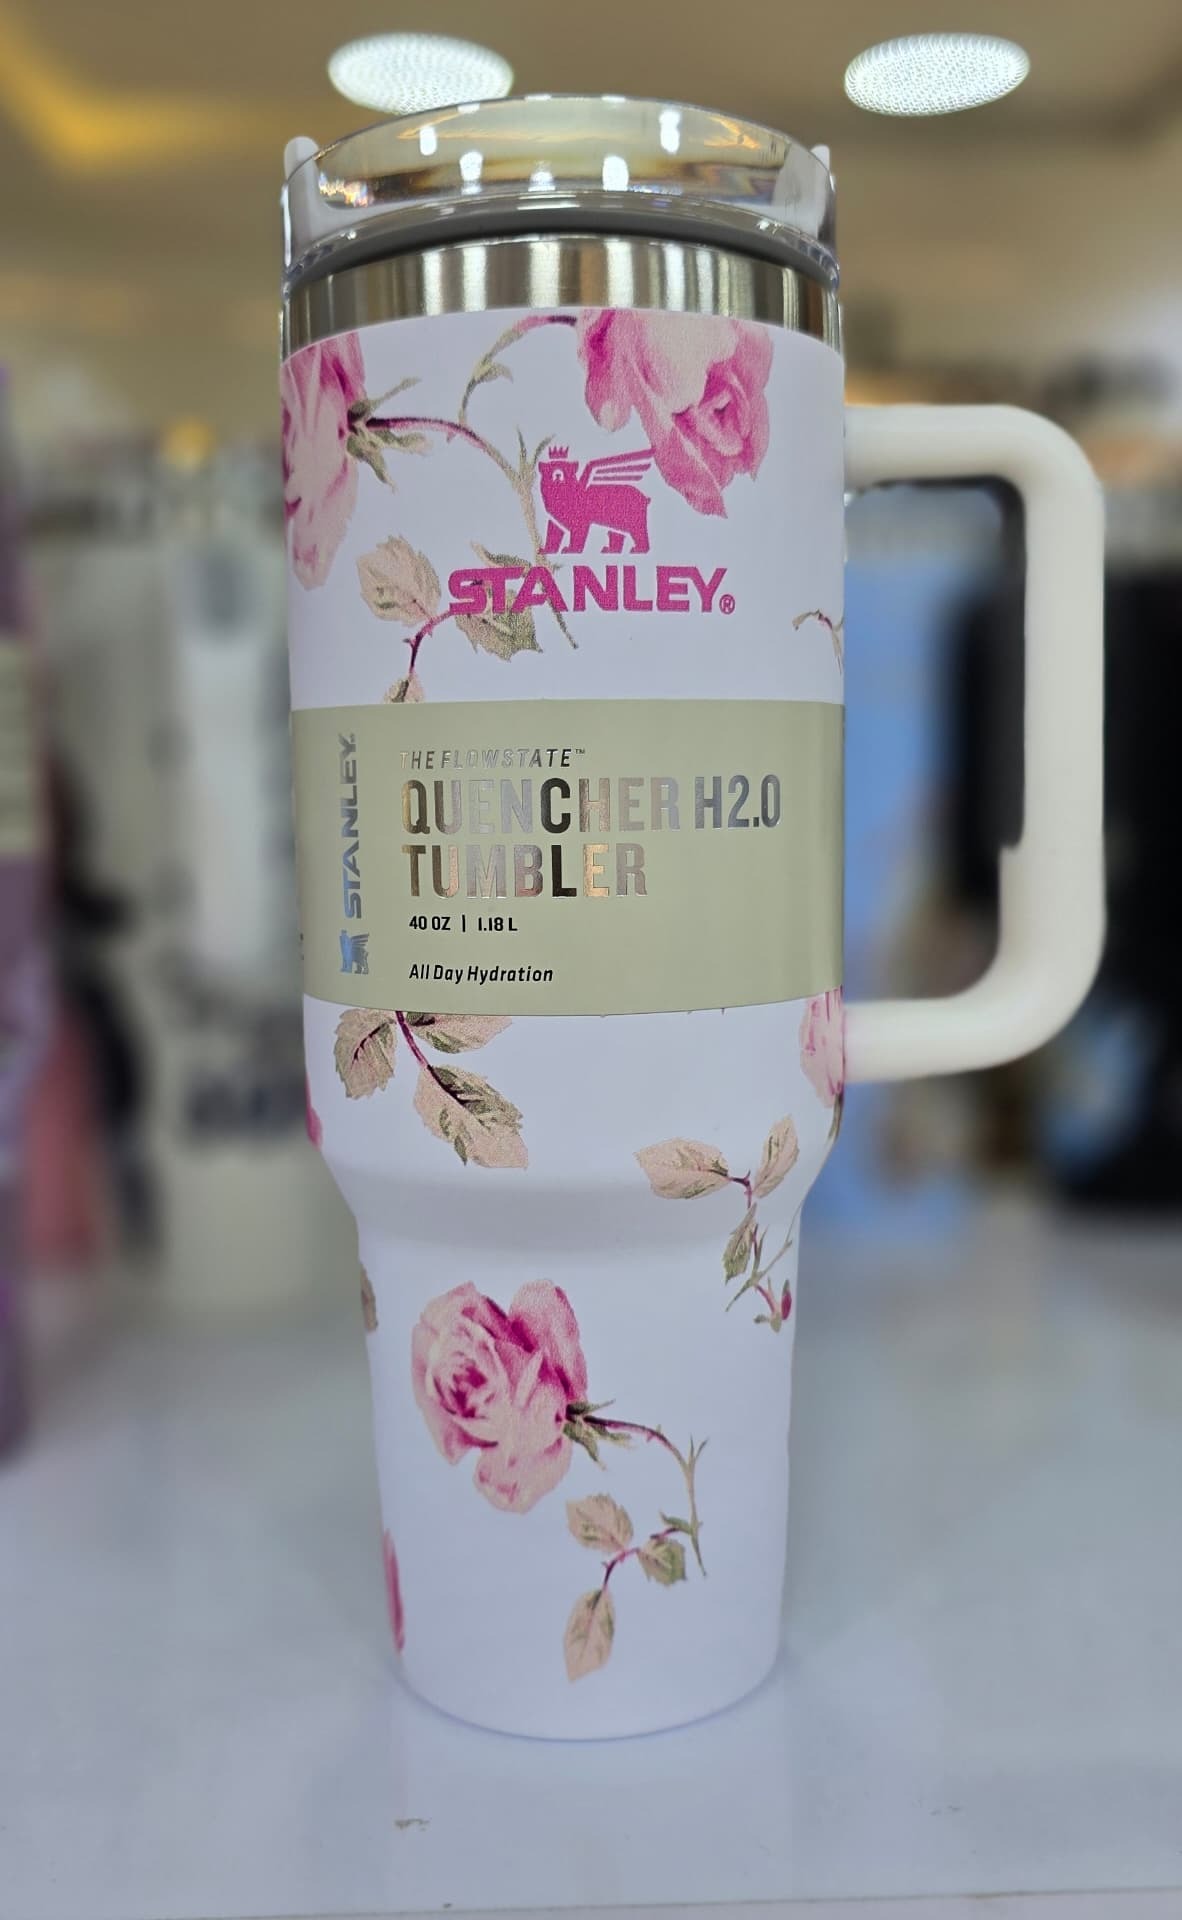 STANLEY®
STANLEY®
THE FLOWSTATE™
QUENCHER H2.0
TUMBLER
40 OZ | 1.18 L
All Day Hydration